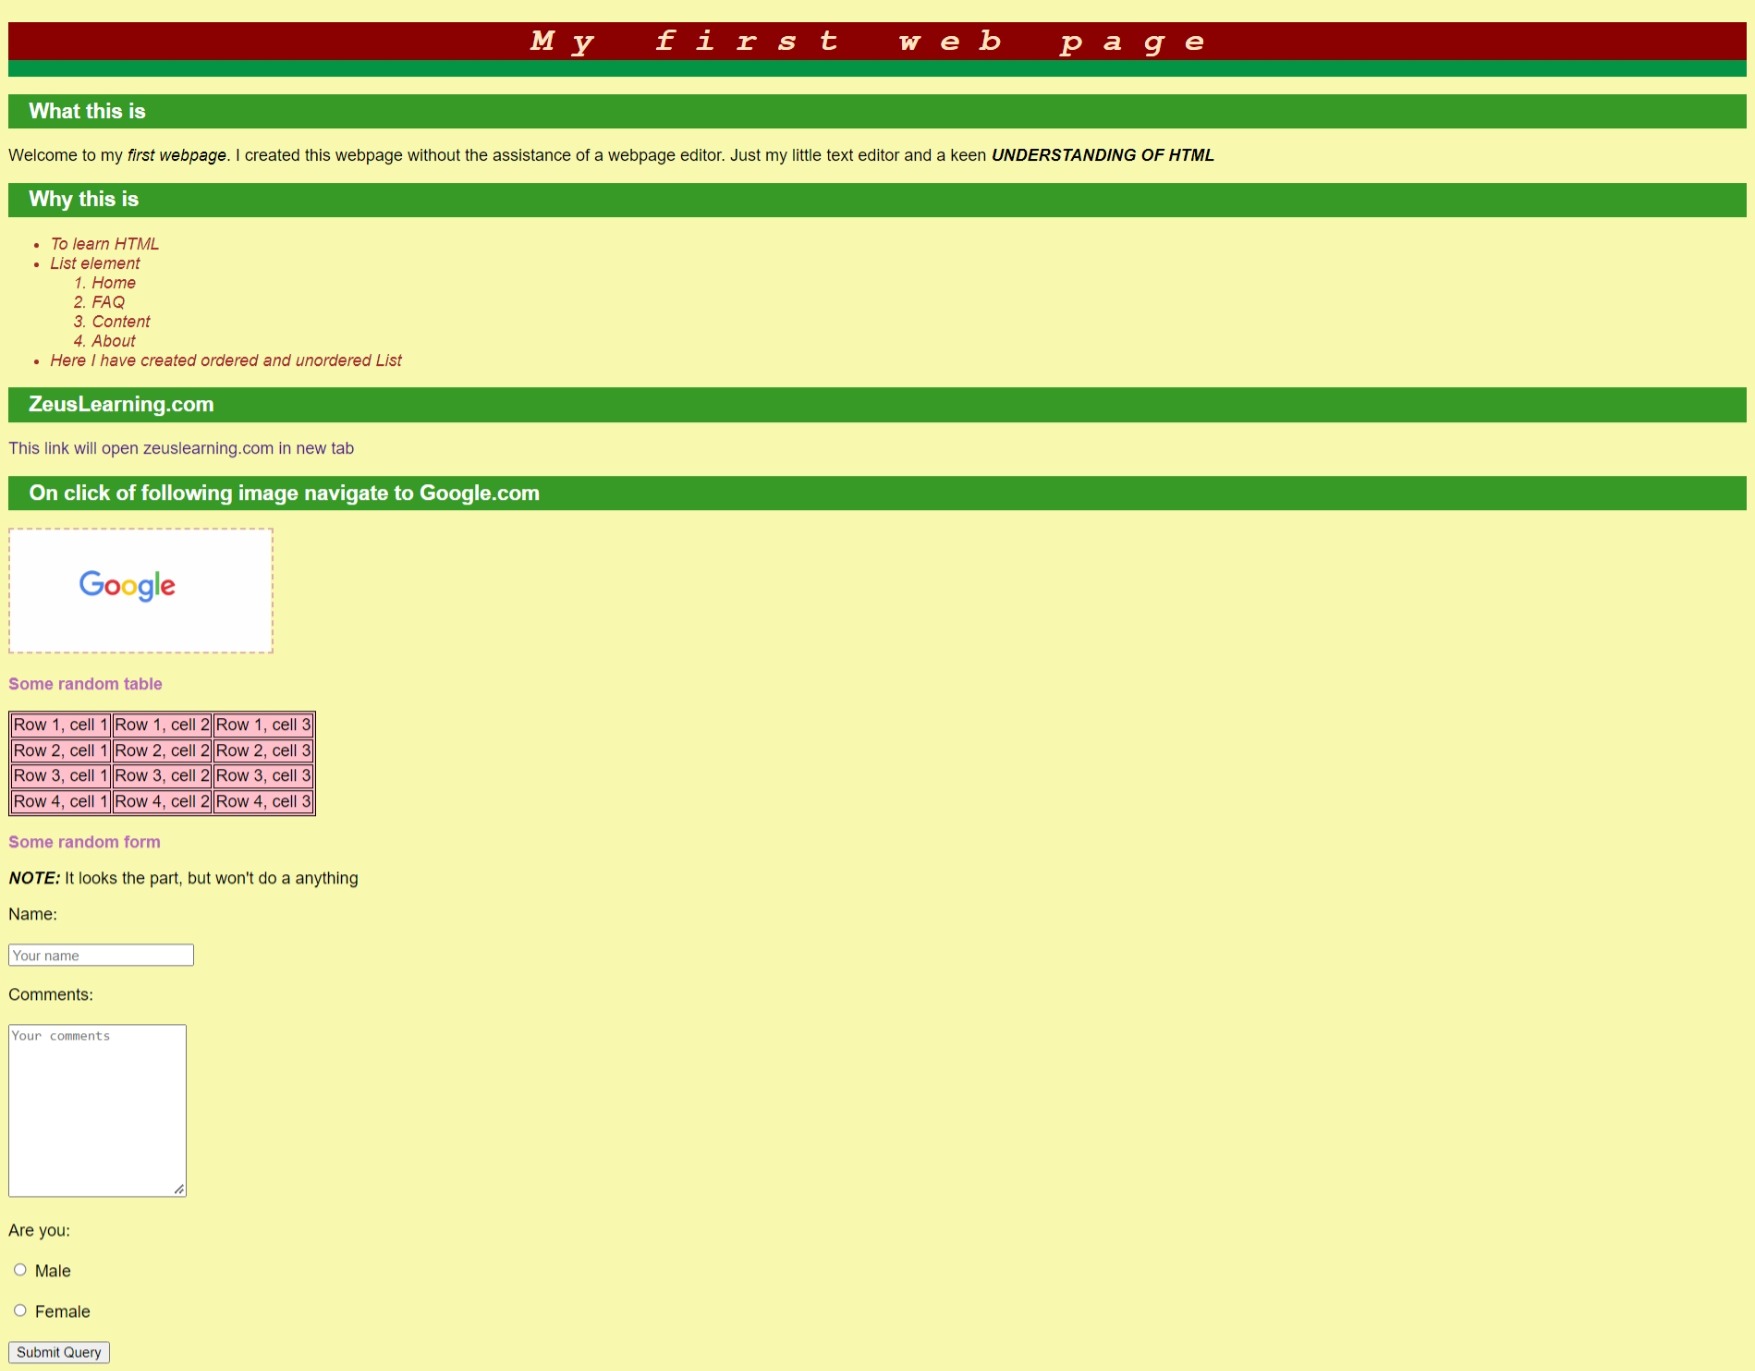 My first web page
What this is
Welcome to my first webpage. I created this webpage without the assistance of a webpage editor. Just my little text editor and a keen UNDERSTANDING OF HTML
Why this is
• To learn HTML
• List element
1. Home
2. FAQ
3. Content
4. About
• Here I have created ordered and unordered List
ZeusLearning.com
This link will open zeuslearning.com in new tab
On click of following image navigate to Google.com
Google
Some random table
Row 1, cell 1 Row 1, cell 2 Row 1, cell 3
Row 2, cell 1 Row 2, cell 2 Row 2, cell 3
Row 3, cell 1 Row 3, cell 2 Row 3, cell 3
Row 4, cell 1 Row 4, cell 2 Row 4, cell 3
Some random form
NOTE: It looks the part, but won't do a anything
Name:
Your name
Comments:
Your comments
Are you:
Male
Female
Submit Query